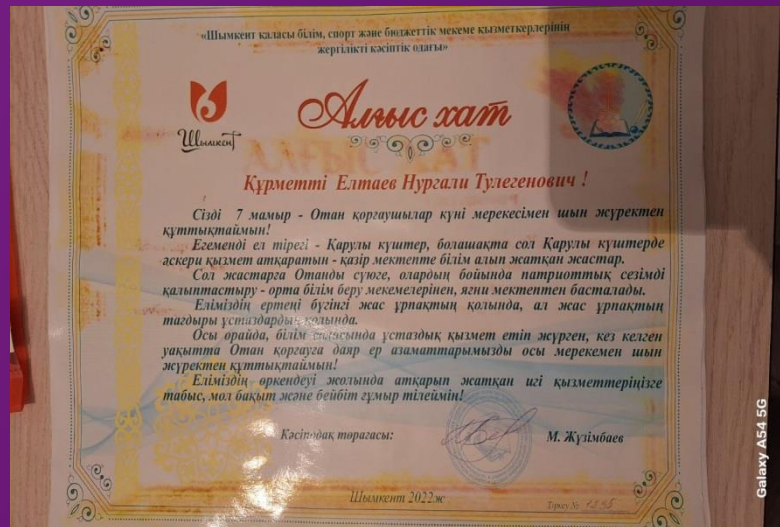 «Шымкент қаласы білім, спорт және бюджеттік мекеме қызметкерлерінің
жергілікті кәсіптік одағы»
Шымкент
Алғыс хат
АЛҒЫС ХАТ
Құрметті Елтаев Нургали Тулегенович !
Сізді 7 мамыр - Отан қорғаушылар күні мерекесімен шын жүректен
құттықтаймын!
Егеменді ел тірегі - Қарулы күштер, болашақта сол Қарулы күштерде
әскери қызмет атқаратын - қазір мектепте білім алып жатқан жастар.
Сол жастарға Отанды сүюге, олардың бойында патриоттық сезімді
қалыптастыру - орта білім беру мекемелерінен, яғни мектептен басталады.
Еліміздің ертеңі бүгінгі жас ұрпақтың қолында, ал жас ұрпақтың
тағдыры ұстаздардың қолында.
Осы орайда, білім саласында ұстаздық қызмет етіп жүрген, кез келген
уақытта Отан қорғауға даяр ер азаматтарымызды осы мерекемен шын
жүректен құттықтаймын!
Еліміздің өркендеуі жолында атқарып жатқан игі қызметтеріңізге
табыс, мол бақыт және бейбіт ғұмыр тілеймін!
Кәсіподақ төрағасы:
М. Жүзімбаев
Шымкент 2022ж
Тіркеу №
Galaxy A54 5G